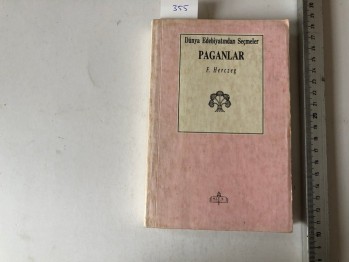 355
Dünya Edebiyatından Seçmeler
PAGANLAR
F. Herczeg